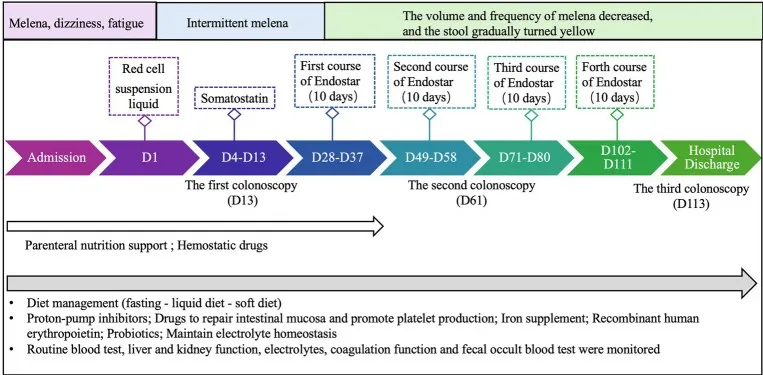 Melena, dizziness, fatigue
Intermittent melena
The volume and frequency of melena decreased,
and the stool gradually turned yellow
Red cell
suspension
liquid
Somatostatin
First course
of Endostar
(10 days)
Second course
of Endostar
(10 days)
Third course
of Endostar
(10 days)
Forth course
of Endostar
(10 days)
Admission
D1
D4-D13
D28-D37
D49-D58
D71-D80
D102-
D111
Hospital
Discharge
The first colonoscopy
(D13)
The second colonoscopy
(D61)
The third colonoscopy
(D113)
Parenteral nutrition support ; Hemostatic drugs
• Diet management (fasting - liquid diet - soft diet)
• Proton-pump inhibitors; Drugs to repair intestinal mucosa and promote platelet production; Iron supplement; Recombinant human
erythropoietin; Probiotics; Maintain electrolyte homeostasis
• Routine blood test, liver and kidney function, electrolytes, coagulation function and fecal occult blood test were monitored